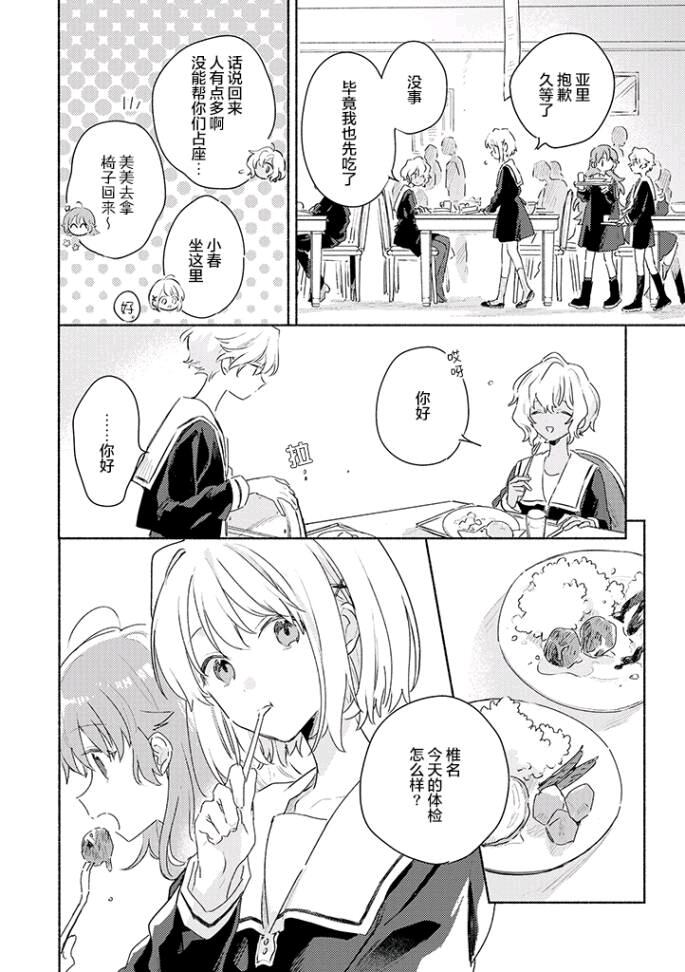 亚里
抱歉
久等了
没事
毕竟我也先吃了
话说回来
人有点多啊
没能帮你们占座…
美美去拿
椅子回来～
小春
坐这里
好。
哎呀
你好
拉
……你好
椎名
今天的体检
怎么样？